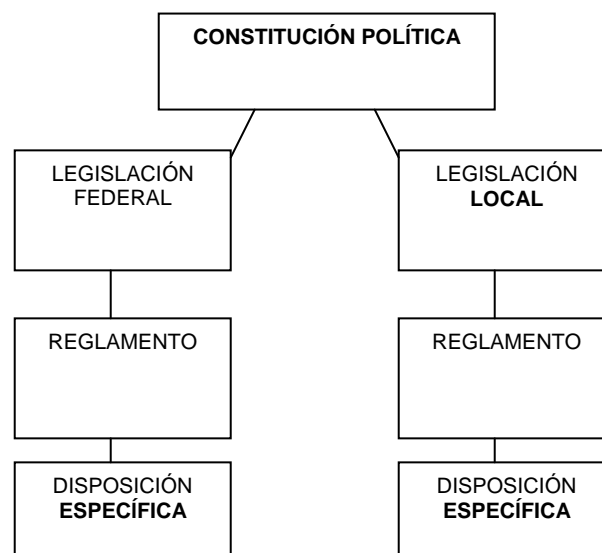 CONSTITUCIÓN POLÍTICA
LEGISLACIÓN
FEDERAL
LEGISLACIÓN
LOCAL
REGLAMENTO
REGLAMENTO
DISPOSICIÓN
ESPECÍFICA
DISPOSICIÓN
ESPECÍFICA